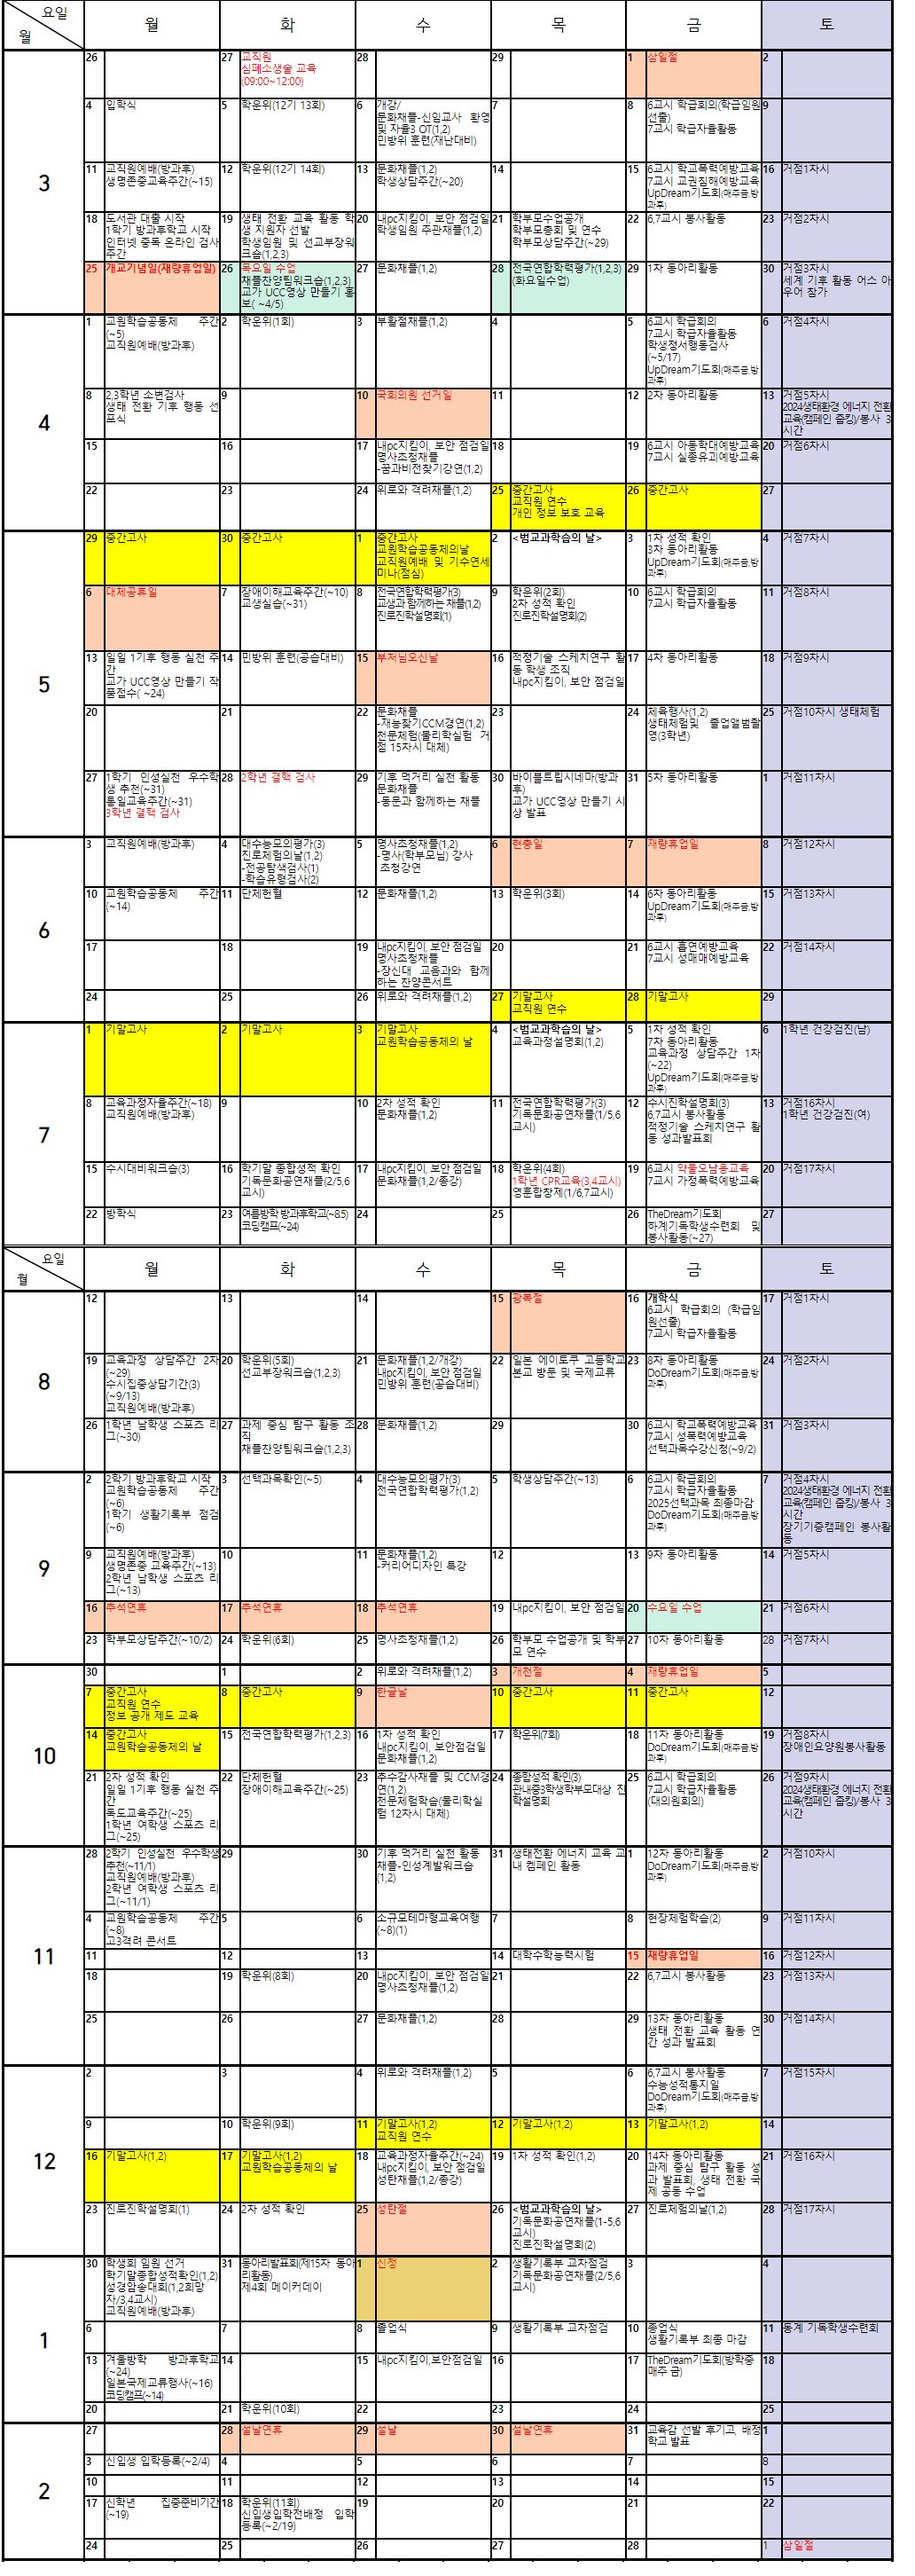 요일
월
월 화 수 목 금 토
3
26
27 교직원
심폐소생술 교육
(09:00~12:00)
28
29
1 삼일절
2
4 입학식
5 학운위(12기 13회)
6 개강/
문화채플-신임교사 환영
및 자율3 OT(1,2)
민방위 훈련(재난대비)
7
8 6교시 학급회의(학급임원
선출)
7교시 학급자율활동
9
11 교직원예배(방과후)
생명존중교육주간(~15)
12 학운위(12기 14회)
13 문화채플(1,2)
학생상담주간(~20)
14
15 6교시 학교폭력예방교육
7교시 교권침해예방교육
UpDream기도회(매주금,방
과후)
16 거점1차시
18 도서관 대출 시작
1학기 방과후학교 시작
인터넷 중독 온라인 검사
주간
19 생태 전환 교육 활동 학
생 지원자 선발
학생임원 및 선교부장워
크숍(1,2,3)
20 내pc지킴이, 보안 점검일
학생임원 주관채플(1,2)
21 학부모수업공개
학부모총회 및 연수
학부모상담주간(~29)
22 6,7교시 봉사활동
23 거점2차시
25 개교기념일(재량휴업일)
26 목요일 수업
채플찬양팀워크숍(1,2,3)
교가 UCC영상 만들기 홍
보( ~4/5)
27 문화채플(1,2)
28 전국연합학력평가(1,2,3)
(화요일수업)
29 1차 동아리활동
30 거점3차시
세계 기후 활동 어스 아
우어 참가
4
1 교원학습공동체 주간
(~5)
교직원예배(방과후)
2 학운위(1회)
3 부활절채플(1,2)
4
5 6교시 학급회의
7교시 학급자율활동
학생정서행동검사
(~5/17)
UpDream기도회(매주금,방
과후)
6 거점4차시
8 2,3학년 소변검사
생태 전환 기후 행동 선
포식
9
10 국회의원 선거일
11
12 2차 동아리활동
13 거점5차시
2024생태환경 에너지 전환
교육(캠페인 줍킹)/봉사 3
시간
15
16
17 내pc지킴이, 보안 점검일
명사초청채플
-꿈과비전찾기강연(1,2)
18
19 6교시 아동학대예방교육
7교시 실종유괴예방교육
20 거점6차시
22
23
24 위로와 격려채플(1,2)
25 중간고사
교직원 연수
개인 정보 보호 교육
26 중간고사
27
5
29 중간고사
30 중간고사
1 중간고사
교원학습공동체의날
교직원예배 및 기수연세
미나(점심)
2 <범교과학습의 날>
3 1차 성적 확인
3차 동아리활동
UpDream기도회(매주금,방
과후)
4 거점7차시
6 대체공휴일
7 장애이해교육주간(~10)
교생실습(~31)
8 전국연합학력평가(3)
교생과 함께하는 채플(1,2)
진로진학설명회(1)
9 학운위(2회)
2차 성적 확인
진로진학설명회(2)
10 6교시 학급회의
7교시 학급자율활동
11 거점8차시
13 일일 1기후 행동 실천 주
간
교가 UCC영상 만들기 작
품접수( ~24)
14 민방위 훈련(공습대비)
15 부처님오신날
16 적정기술 스케치연구 활
동 학생 조직
내pc지킴이, 보안 점검일
17 4차 동아리활동
18 거점9차시
20
21
22 문화채플
-재능찾기CCM경연(1,2)
천문체험(물리학실험 거
점 15차시 대체)
23
24 체육행사(1,2)
생태체험및 졸업앨범촬
영(3학년)
25 거점10차시 생태체험
27 1학기 인성실천 우수학
생 추천(~31)
통일교육주간(~31)
3학년 결핵 검사
28 2학년 결핵 검사
29 기후 먹거리 실천 활동
문화채플
-동문과 함께하는 채플
30 바이블트립시네마(방과
후)
교가 UCC영상 만들기 시
상 발표
31 5차 동아리활동
1 거점11차시
6
3 교직원예배(방과후)
4 대수능모의평가(3)
진로체험의날(1,2)
-전공탐색검사(1)
-학습유형검사(2)
5 명사초청채플(1,2)
-명사(학부모님) 강사
초청강연
6 현충일
7 재량휴업일
8 거점12차시
10 교원학습공동체 주간
(~14)
11 단체헌혈
12 문화채플(1,2)
13 학운위(3회)
14 6차 동아리활동
UpDream기도회(매주금,방
과후)
15 거점13차시
17
18
19 내pc지킴이, 보안 점검일
명사초청채플
-장신대 교음과와 함께
하는 찬양콘서트
20
21 6교시 흡연예방교육
7교시 성매매예방교육
22 거점14차시
24
25
26 위로와 격려채플(1,2)
27 기말고사
교직원 연수
28 기말고사
29
7
1 기말고사
2 기말고사
3 기말고사
교원학습공동체의 날
4 <범교과학습의 날>
교육과정설명회(1,2)
5 1차 성적 확인
7차 동아리활동
교육과정 상담주간 1차
(~22)
UpDream기도회(매주금,방
과후)
6 1학년 건강검진(남)
8 교육과정자율주간(~18)
교직원예배(방과후)
9
10 2차 성적 확인
문화채플(1,2)
11 전국연합학력평가(3)
기독문화공연채플(1/5,6
교시)
12 수시진학설명회(3)
6,7교시 봉사활동
적정기술 스케치연구 활
동 성과발표회
13 거점16차시
1학년 건강검진(여)
15 수시대비워크숍(3)
16 학기말 종합성적 확인
기독문화공연채플(2/5,6
교시)
17 내pc지킴이, 보안 점검일
문화채플(1,2/종강)
18 학운위(4회)
1학년 CPR교육(3,4교시)
영훈합창제(1/6,7교시)
19 6교시 약물오남용교육
7교시 가정폭력예방교육
20 거점17차시
22 방학식
23 여름방학 방과후학교(~8.5)
코딩캠프(~24)
24
25
26 TheDream기도회
하계기독학생수련회 및
봉사활동(~27)
27
요일
월
월 화 수 목 금 토
8
12
13
14
15 광복절
16 개학식
6교시 학급회의 (학급임
원선출)
7교시 학급자율활동
17 거점1차시
19 교육과정 상담주간 2차
(~29)
수시집중상담기간(3)
(~9/13)
교직원예배(방과후)
20 학운위(5회)
선교부장워크숍(1,2,3)
21 문화채플(1,2/개강)
내pc지킴이, 보안 점검일
민방위 훈련(공습대비)
22 일본 에이토쿠 고등학교
본교 방문 및 국제교류
23 8차 동아리활동
DoDream기도회(매주금,방
과후)
24 거점2차시
26 1학년 남학생 스포츠 리
그(~30)
27 과제 중심 탐구 활동 조
직
채플찬양팀워크숍(1,2,3)
28 문화채플(1,2)
29
30 6교시 학교폭력예방교육
7교시 성폭력예방교육
선택과목수강신청(~9/2)
31 거점3차시
9
2 2학기 방과후학교 시작
교원학습공동체 주간
(~6)
1학기 생활기록부 점검
(~6)
3 선택과목확인(~5)
4 대수능모의평가(3)
전국연합학력평가(1,2)
5 학생상담주간(~13)
6 6교시 학급회의
7교시 학급자율활동
2025선택과목 최종마감
DoDream기도회(매주금,방
과후)
7 거점4차시
2024생태환경 에너지 전환
교육(캠페인 줍킹)/봉사 3
시간
장기기증캠페인 봉사활
동
9 교직원예배(방과후)
생명존중 교육주간(~13)
2학년 남학생 스포츠 리
그(~13)
10
11 문화채플(1,2)
-커리어디자인 특강
12
13 9차 동아리활동
14 거점5차시
16 추석연휴
17 추석연휴
18 추석연휴
19 내pc지킴이, 보안 점검일
20 수요일 수업
21 거점6차시
23 학부모상담주간(~10/2)
24 학운위(6회)
25 명사초청채플(1,2)
26 학부모 수업공개 및 학부
모 연수
27 10차 동아리활동
28 거점7차시
10
30
1
2 위로와 격려채플(1,2)
3 개천절
4 재량휴업일
5
7 중간고사
교직원 연수
정보 공개 제도 교육
8 중간고사
9 한글날
10 중간고사
11 중간고사
12
14 중간고사
교원학습공동체의 날
15 전국연합학력평가(1,2,3)
16 1차 성적 확인
내pc지킴이, 보안점검일
문화채플(1,2)
17 학운위(7회)
18 11차 동아리활동
DoDream기도회(매주금,방
과후)
19 거점8차시
장애인요양원봉사활동
21 2차 성적 확인
일일 1기후 행동 실천 주
간
독도교육주간(~25)
1학년 여학생 스포츠 리
그(~25)
22 단체헌혈
장애이해교육주간(~25)
23 추수감사채플 및 CCM경
연(1,2)
천문체험학습(물리학실
험 12차시 대체)
24 종합성적 확인(3)
관내중3학생학부모대상 진
학설명회
25 6교시 학급회의
7교시 학급자율활동
(대의원회의)
26 거점9차시
2024생태환경 에너지 전환
교육(캠페인 줍킹)/봉사 3
시간
11
28 2학기 인성실천 우수학생
추천(~11/1)
교직원예배(방과후)
2학년 여학생 스포츠 리
그(~11/1)
29
30 기후 먹거리 실천 활동
채플-인성계발워크숍
(1,2)
31 생태전환 에너지 교육 교
내 캠페인 활동
1 12차 동아리활동
DoDream기도회(매주금,방
과후)
2 거점10차시
4 교원학습공동체 주간
(~8)
고3격려 콘서트
5
6 소규모테마형교육여행
(~8)(1)
7
8 현장체험학습(2)
9 거점11차시
11
12
13
14 대학수학능력시험
15 재량휴업일
16 거점12차시
18
19 학운위(8회)
20 내pc지킴이, 보안 점검일
명사초청채플(1,2)
21
22 6,7교시 봉사활동
23 거점13차시
25
26
27 문화채플(1,2)
28
29 13차 동아리활동
생태 전환 교육 활동 연
간 성과 발표회
30 거점14차시
12
2
3
4 위로와 격려채플(1,2)
5
6 6,7교시 봉사활동
수능성적통지일
DoDream기도회(매주금,방
과후)
7 거점15차시
9
10 학운위(9회)
11 기말고사(1,2)
교직원 연수
12 기말고사(1,2)
13 기말고사(1,2)
14
16 기말고사(1,2)
17 기말고사(1,2)
교원학습공동체의 날
18 교육과정자율주간(~24)
내pc지킴이, 보안 점검일
성탄채플(1,2/종강)
19 1차 성적 확인(1,2)
20 14차 동아리활동
과제 중심 탐구 활동 성
과 발표회, 생태 전환 국
제 공동 수업
21 거점16차시
23 진로진학설명회(1)
24 2차 성적 확인
25 성탄절
26 <범교과학습의 날>
기독문화공연채플(1-5,6
교시)
진로진학설명회(2)
27 진로체험의날(1,2)
28 거점17차시
1
30 학생회 임원 선거
학기말종합성적확인(1,2)
성경암송대회(1,2희망
자/3,4교시)
교직원예배(방과후)
31 동아리발표회(제15차 동아
리활동)
제4회 메이커데이
1 신정
2 생활기록부 교차점검
기독문화공연채플(2/5,6
교시)
3
4
6
7
8 졸업식
9 생활기록부 교차점검
10 종업식
생활기록부 최종 마감
11 동계 기독학생수련회
13 겨울방학 방과후학교
(~24)
일본국제교류행사(~16)
코딩캠프(~14)
14
15 내pc지킴이,보안점검일
16
17 TheDream기도회(방학중
매주 금)
18
20
21 학운위(10회)
22
23
24
25
2
27
28 설날연휴
29 설날
30 설날연휴
31 교육감 선발 후기고, 배정
학교 발표
1
3 신입생 입학등록(~2/4)
4
5
6
7
8
10
11
12
13
14
15
17 신학년 집중준비기간
(~19)
18 학운위(11회)
신입생입학전배정 입학
등록(~2/19)
19
20
21
22
24
25
26
27
28
1 삼일절